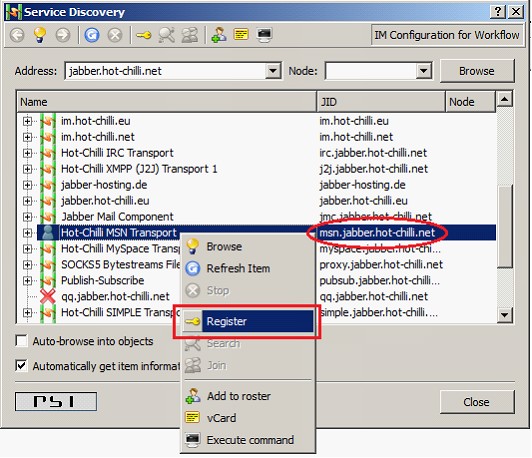 Service Discovery
IM Configuration for Workflow
Address: jabber.hot-chilli.net Node: Browse
Name JID Node
im.hot-chilli.eu im.hot-chilli.eu
im.hot-chilli.net im.hot-chilli.net
Hot-Chilli IRC Transport irc.jabber.hot-chilli.net
Hot-Chilli XMPP (J2J) Transport 1 j2j.jabber.hot-chilli.net
jabber-hosting.de jabber-hosting.de
jabber.hot-chilli.eu jabber.hot-chilli.eu
Jabber Mail Component jmc.jabber.hot-chilli.net
Hot-Chilli MSN Transport msn.jabber.hot-chilli.net
Hot-Chilli MySpace Transport myspace.jabber.hot-chilli....
SOCKS5 Bytestreams File proxy.jabber.hot-chilli.net
Publish-Subscribe pubsub.jabber.hot-chilli....
qq.jabber.hot-chilli.net qq.jabber.hot-chilli.net
Hot-Chilli SIMPLE Transport simple.jabber.hot-chilli....
Browse
Refresh Item
Stop
Register
Search
Join
Add to roster
vCard
Execute command
Auto-browse into objects
Automatically get item informat
PSI
Close